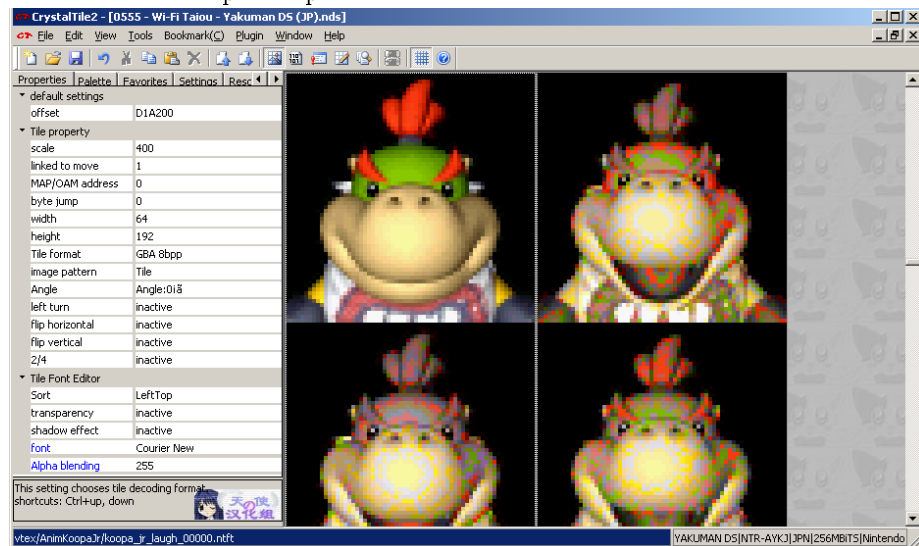 CrystalTile2 - [0555 - Wi-Fi Taiou - Yakuman DS (JP).nds]
File Edit View Tools Bookmark(C) Plugin Window Help
Properties Palette Favorites Settings Resc
default settings
offset D1A200
Tile property
scale 400
linked to move 1
MAP/OAM address 0
byte jump 0
width 64
height 192
Tile format GBA 8bpp
image pattern Tile
Angle Angle:0iã
left turn inactive
flip horizontal inactive
flip vertical inactive
2/4 inactive
Tile Font Editor
Sort LeftTop
transparency inactive
shadow effect inactive
font Courier New
Alpha blending 255
This setting chooses tile decoding format.
shortcuts: Ctrl+up, down
天使
の
汉化组
vtex/AnimKoopaJr/koopa_jr_laugh_00000.ntft
YAKUMAN DS|NTR-AYKJ|JPN|256MBiTS|Nintendo